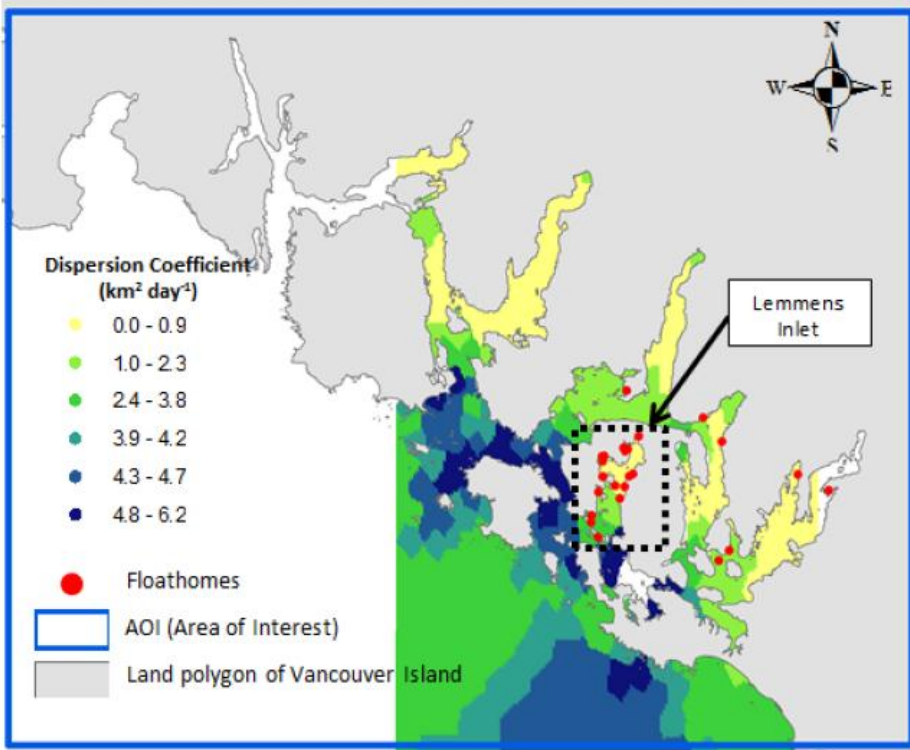 N
W E
S
Dispersion Coefficient
(km² day⁻¹)
0.0 - 0.9
1.0 - 2.3
2.4 - 3.8
3.9 - 4.2
4.3 - 4.7
4.8 - 6.2
Floathomes
AOI (Area of Interest)
Land polygon of Vancouver Island
Lemmens
Inlet